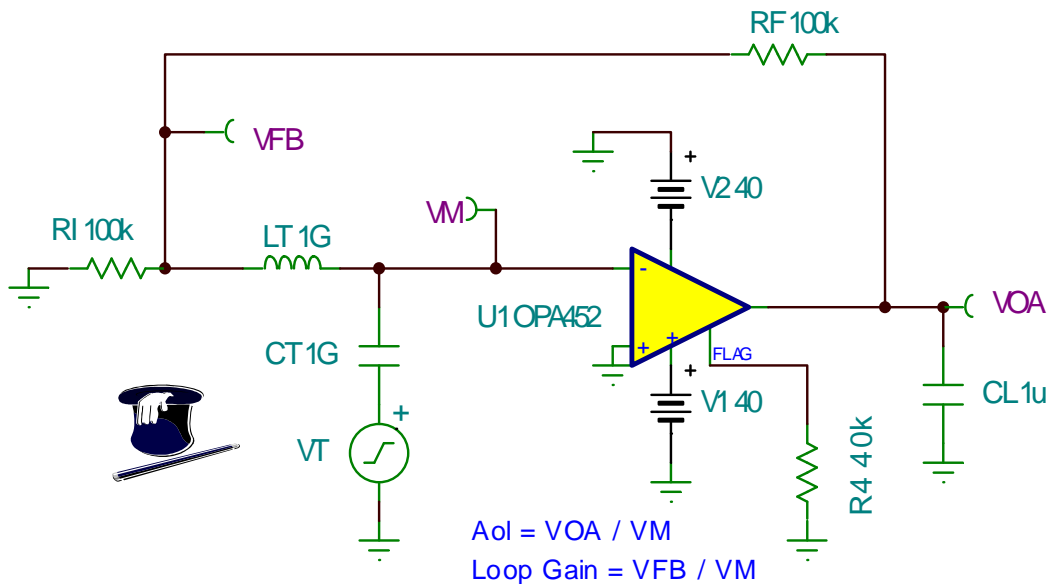 RF 100k
VFB
V2 40
VM
RI 100k
LT 1G
-
U1 OPA452
+
+
FLAG
VOA
CT 1G
+
+
+
V1 40
CL 1u
VT
R4 40k
Aol = VOA / VM
Loop Gain = VFB / VM